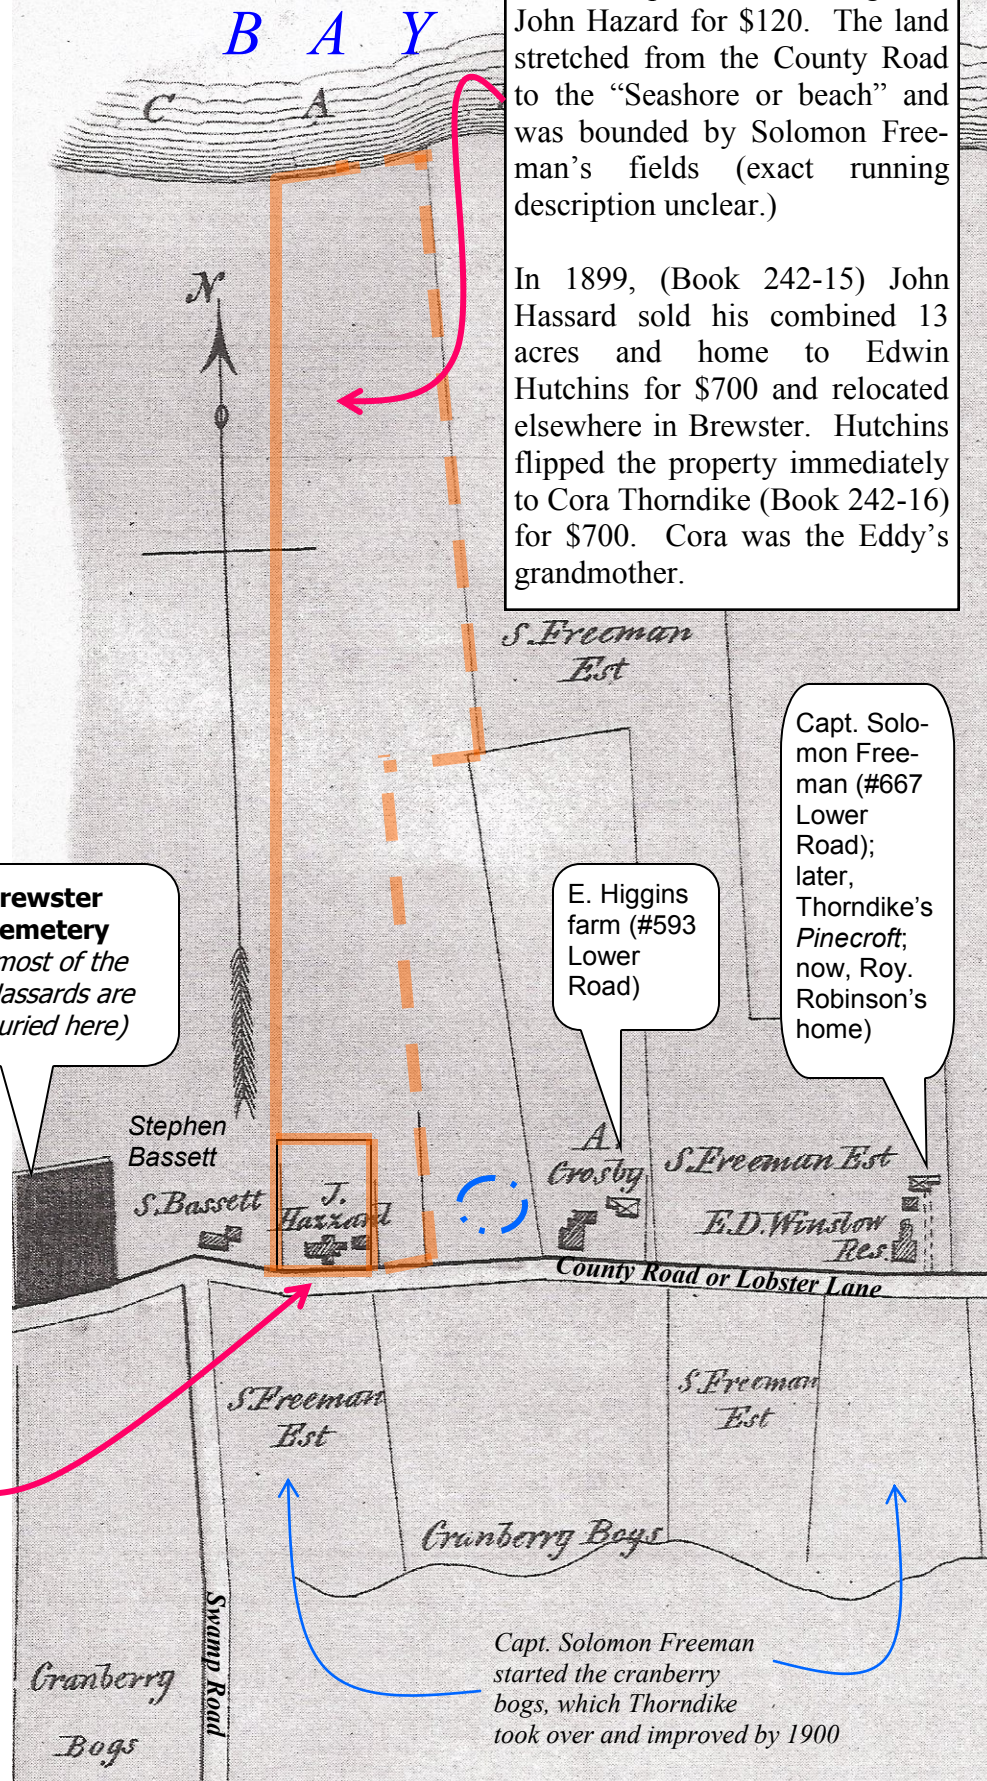 B A Y
C A
John Hazard for $120. The land
stretched from the County Road
to the “Seashore or beach” and
was bounded by Solomon Free-
man’s fields (exact running
description unclear.)
In 1899, (Book 242-15) John
Hassard sold his combined 13
acres and home to Edwin
Hutchins for $700 and relocated
elsewhere in Brewster. Hutchins
flipped the property immediately
to Cora Thorndike (Book 242-16)
for $700. Cora was the Eddy’s
grandmother.
N
S. Freeman
Est
Capt. Solo-
mon Free-
man (#667
Lower
Road);
later,
Thorndike’s
Pinecroft;
now, Roy.
Robinson’s
home)
E. Higgins
farm (#593
Lower
Road)
rewster
emetery
most of the
assards are
uried here)
Stephen
Bassett
S. Bassett
J.
Hazzard
A.
Crosby
S. Freeman Est
E.D. Winslow
Res.
County Road or Lobster Lane
S. Freeman
Est
S. Freeman
Est
Cranberry Bogs
Swamp Road
Cranberry
Bogs
Capt. Solomon Freeman
started the cranberry
bogs, which Thorndike
took over and improved by 1900